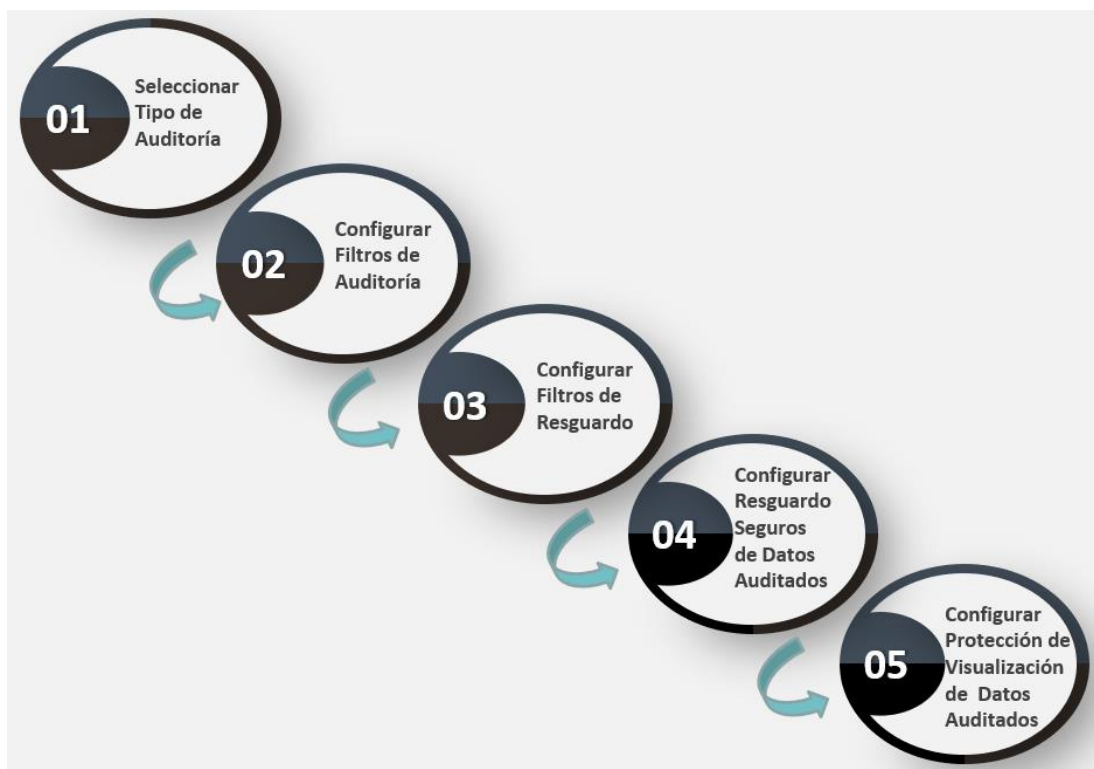 01
Seleccionar
Tipo de
Auditoría
02
Configurar
Filtros de
Auditoría
03
Configurar
Filtros de
Resguardo
04
Configurar
Resguardo
Seguros
de Datos
Auditados
05
Configurar
Protección de
Visualización
de Datos
Auditados